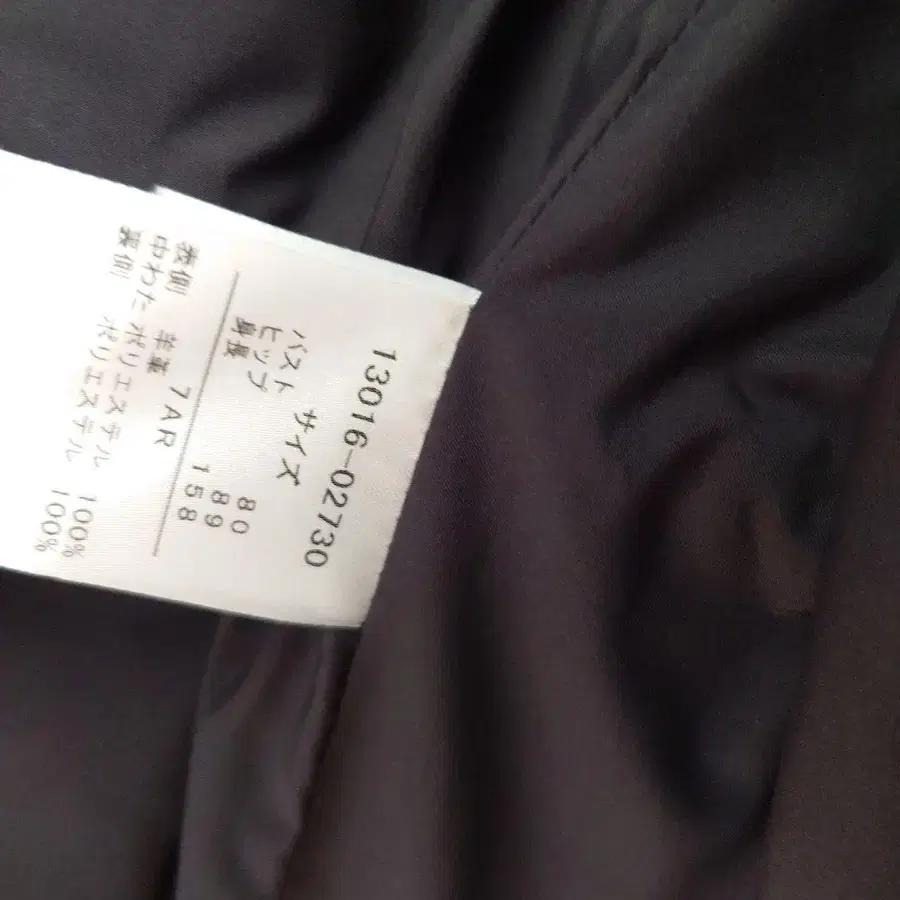 13016-02730
サイズ
バスト 80
ヒップ 89
身長 158
7AR
表側 羊革
中わた ポリエステル 100%
裏側 ポリエステル 100%